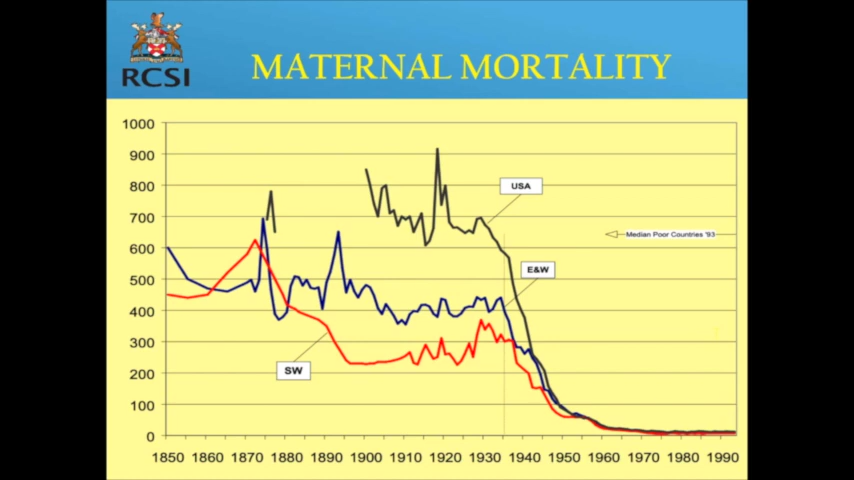 RCSI
MATERNAL MORTALITY
1000
900
800
700
600
500
400
300
200
100
0
USA
Median Poor Countries '93
E&W
SW
1850 1860 1870 1880 1890 1900 1910 1920 1930 1940 1950 1960 1970 1980 1990